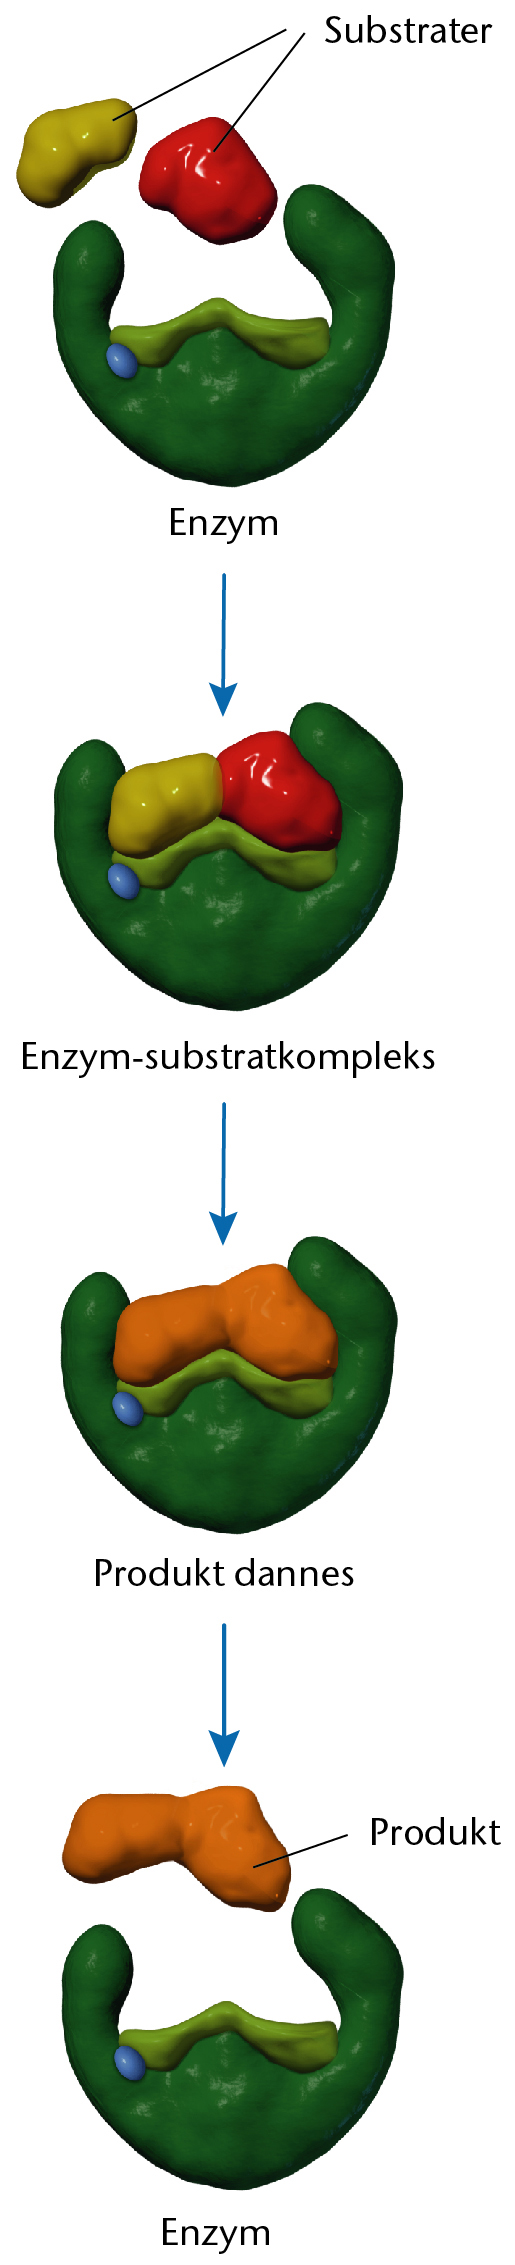 Substrater
Enzym
Enzym-substratkompleks
Produkt dannes
Produkt
Enzym